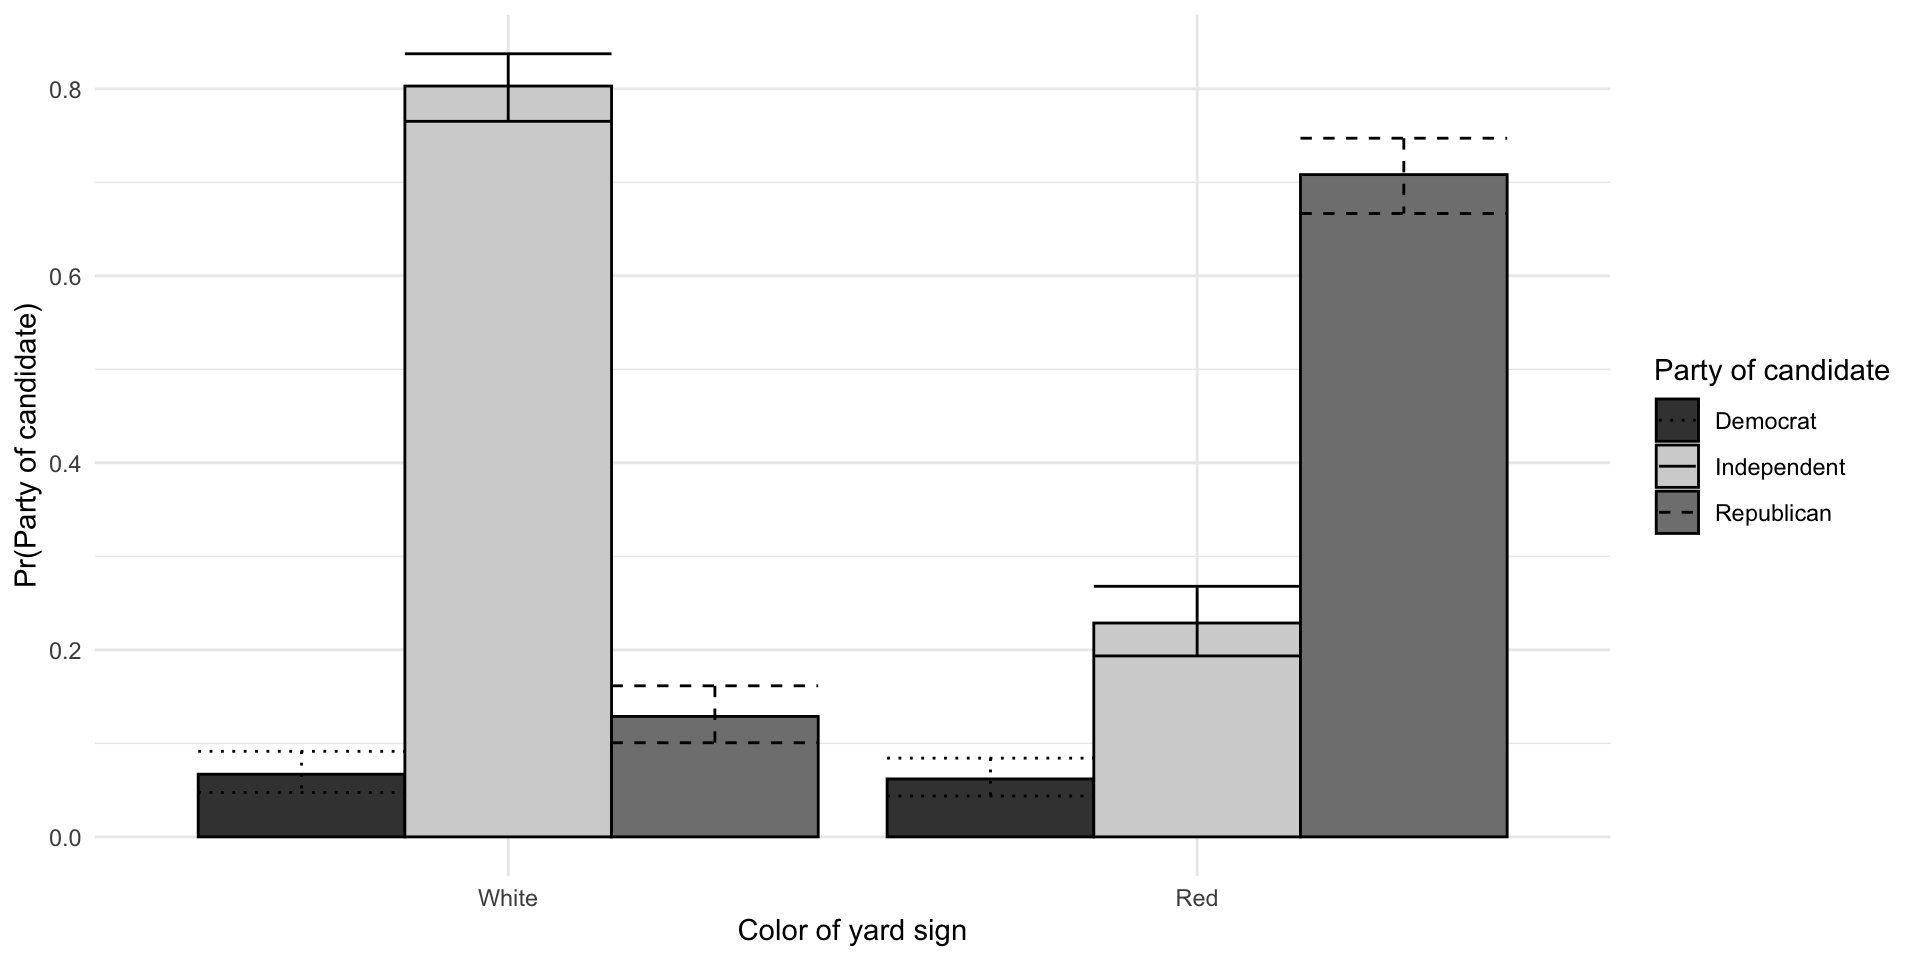 0.8
0.6
0.4
0.2
0.0
Pr(Party of candidate)
White
Red
Color of yard sign
Party of candidate
Democrat
Independent
Republican